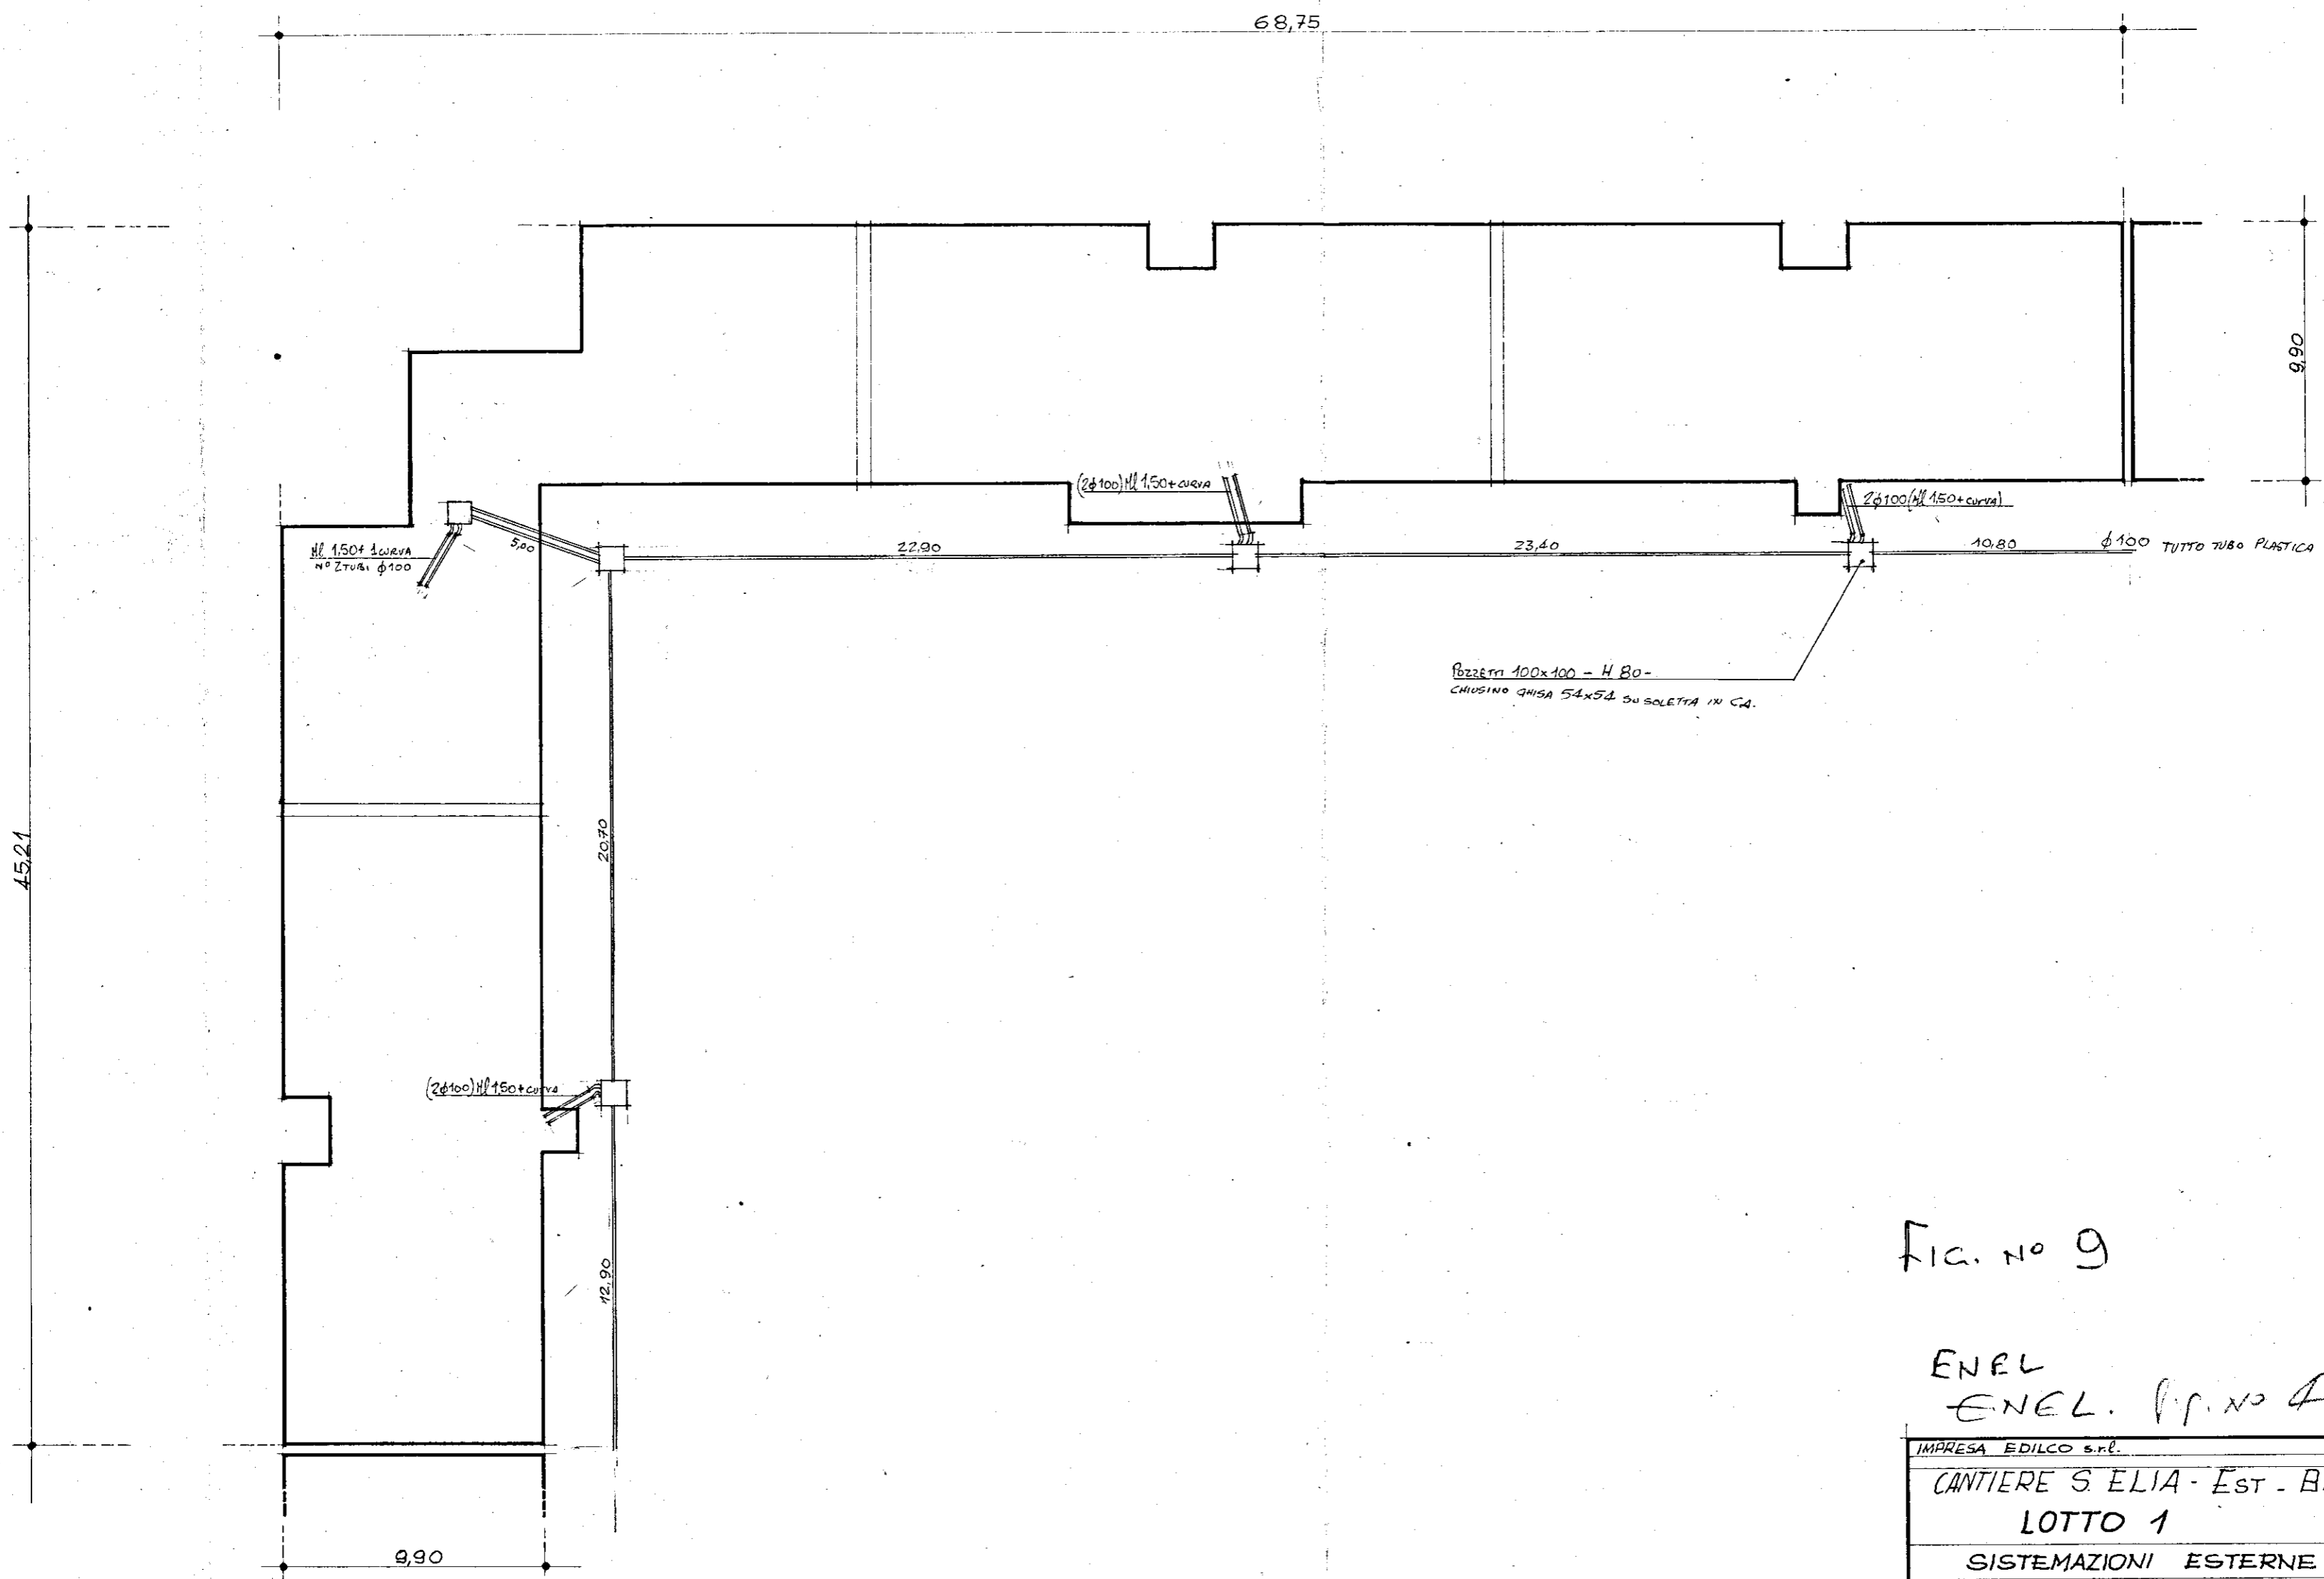 68,75
9,90
45,21
(2ϕ100) Ml 1,50+CURVA
2ϕ100 (Ml 1,50+curva)
Ml 1,50+ 1 CURVA
N° 2 TUBI ϕ100
5,00
22,90
23,40
10,80
ϕ100 TUTTO TUBO PLASTICA
POZZETTI 100x100 - H 80-
CHIUSINO GHISA 54x54 SU SOLETTA IN CA.
20,70
(2ϕ100) Ml 1,50+curva
12,90
9,90
FIG. N° 9
ENEL
ENEL. N° 4
IMPRESA EDILCO s.r.l.
CANTIERE S. ELIA - EST - B.
LOTTO 1
SISTEMAZIONI ESTERNE